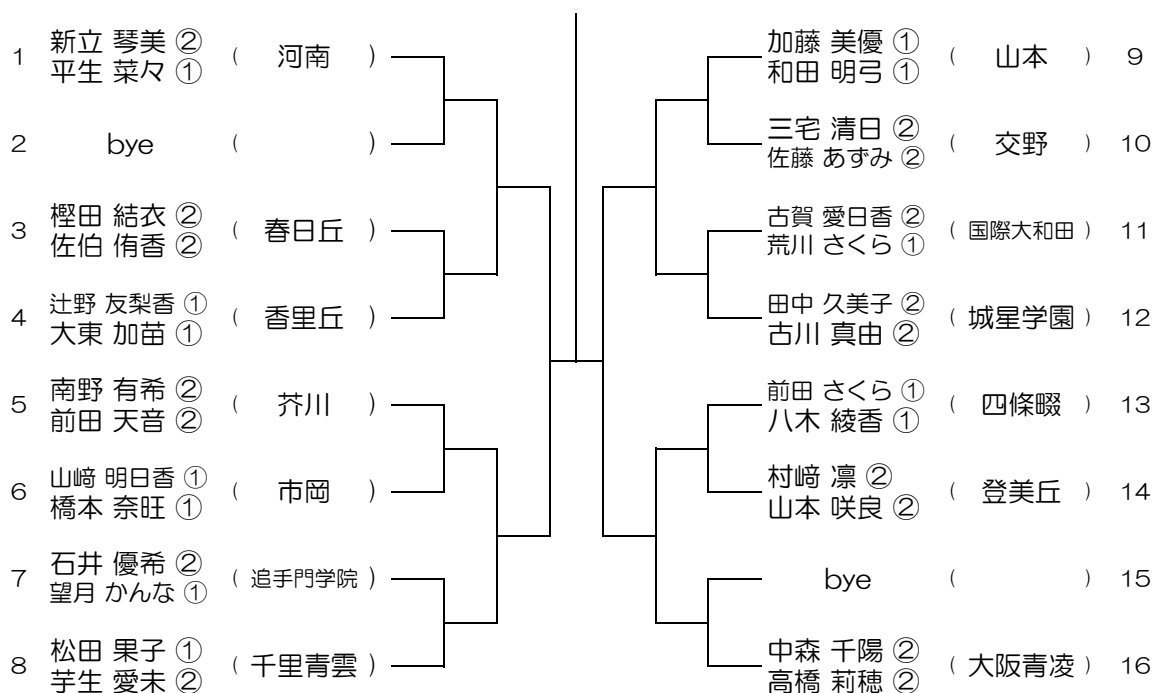 1 新立 琴美 ② ( 河南 )
平生 菜々 ①
2 bye ( )
3 樫田 結衣 ② ( 春日丘 )
佐伯 侑香 ②
4 辻野 友梨香 ① ( 香里丘 )
大東 加苗 ①
5 南野 有希 ② ( 芥川 )
前田 天音 ②
6 山﨑 明日香 ① ( 市岡 )
橋本 奈旺 ①
7 石井 優希 ② ( 追手門学院 )
望月 かんな ①
8 松田 果子 ① ( 千里青雲 )
芋生 愛未 ②
加藤 美優 ① ( 山本 ) 9
和田 明弓 ①
三宅 清日 ② ( 交野 ) 10
佐藤 あずみ ②
古賀 愛日香 ② ( 国際大和田 ) 11
荒川 さくら ①
田中 久美子 ② ( 城星学園 ) 12
古川 真由 ②
前田 さくら ① ( 四條畷 ) 13
八木 綾香 ①
村﨑 凛 ② ( 登美丘 ) 14
山本 咲良 ②
bye ( ) 15
中森 千陽 ② ( 大阪青凌 ) 16
高橋 莉穂 ②